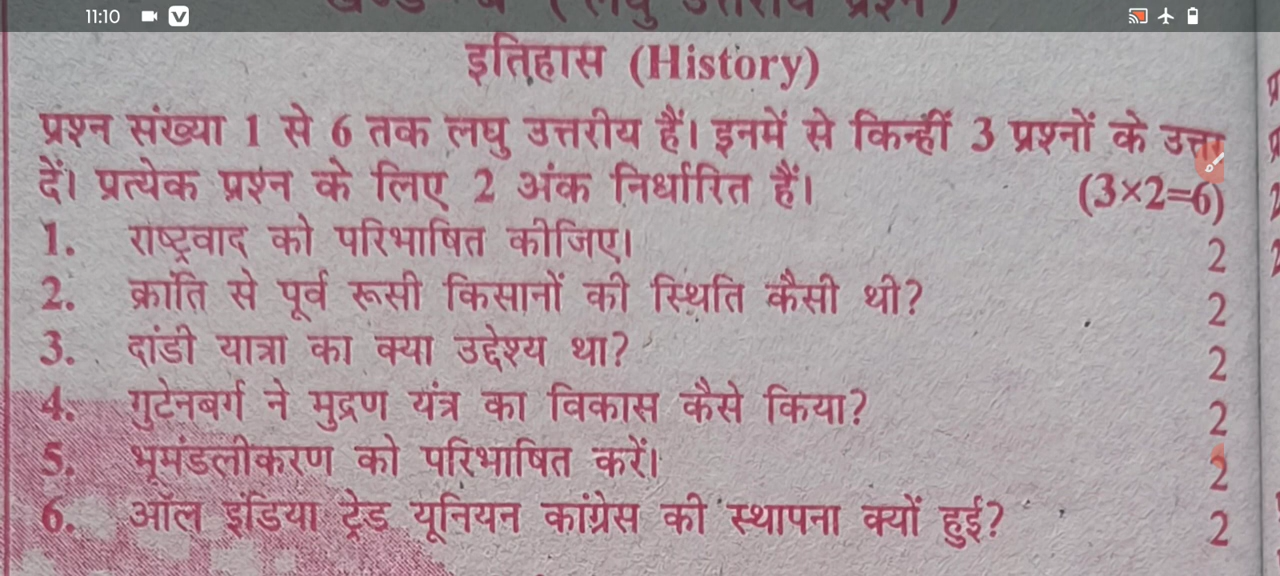 11:10
इतिहास (History)
प्रश्न संख्या 1 से 6 तक लघु उत्तरीय हैं। इनमें से किन्हीं 3 प्रश्नों के उत्तर
दें। प्रत्येक प्रश्न के लिए 2 अंक निर्धारित हैं। (3×2=6)
1. राष्ट्रवाद को परिभाषित कीजिए। 2
2. क्रांति से पूर्व रूसी किसानों की स्थिति कैसी थी? 2
3. दांडी यात्रा का क्या उद्देश्य था? 2
4. गुटेनबर्ग ने मुद्रण यंत्र का विकास कैसे किया? 2
5. भूमंडलीकरण को परिभाषित करें। 2
6. ऑल इंडिया ट्रेड यूनियन कांग्रेस की स्थापना क्यों हुई? 2